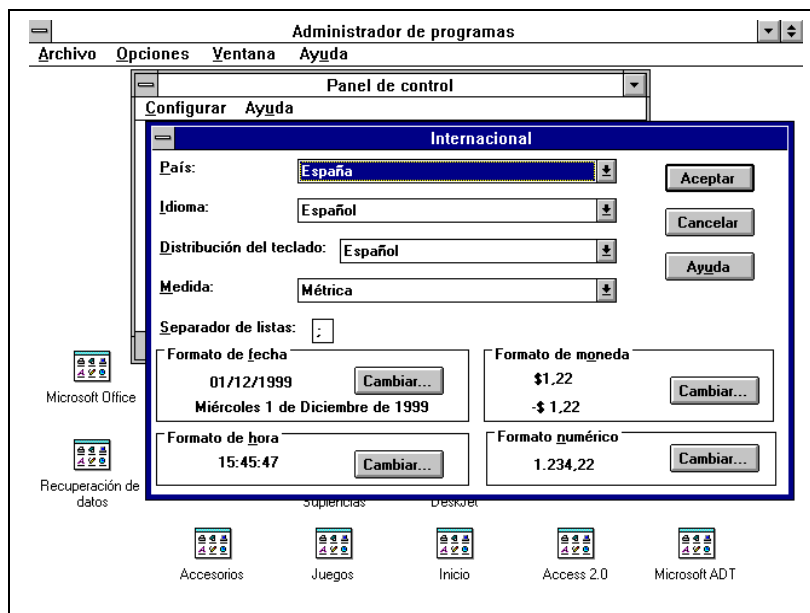 Administrador de programas
Archivo Opciones Ventana Ayuda
Panel de control
Configurar Ayuda
Internacional
País: España
Aceptar
Idioma: Español
Cancelar
Distribución del teclado: Español
Ayuda
Medida: Métrica
Separador de listas: ;
Formato de fecha
01/12/1999
Cambiar...
Miércoles 1 de Diciembre de 1999
Formato de moneda
$1,22
Cambiar...
-$ 1,22
Formato de hora
15:45:47
Cambiar...
Formato numérico
1.234,22
Cambiar...
Microsoft Office
Recuperación de
datos
Suplencias
DeskJet
Accesorios
Juegos
Inicio
Access 2.0
Microsoft ADT